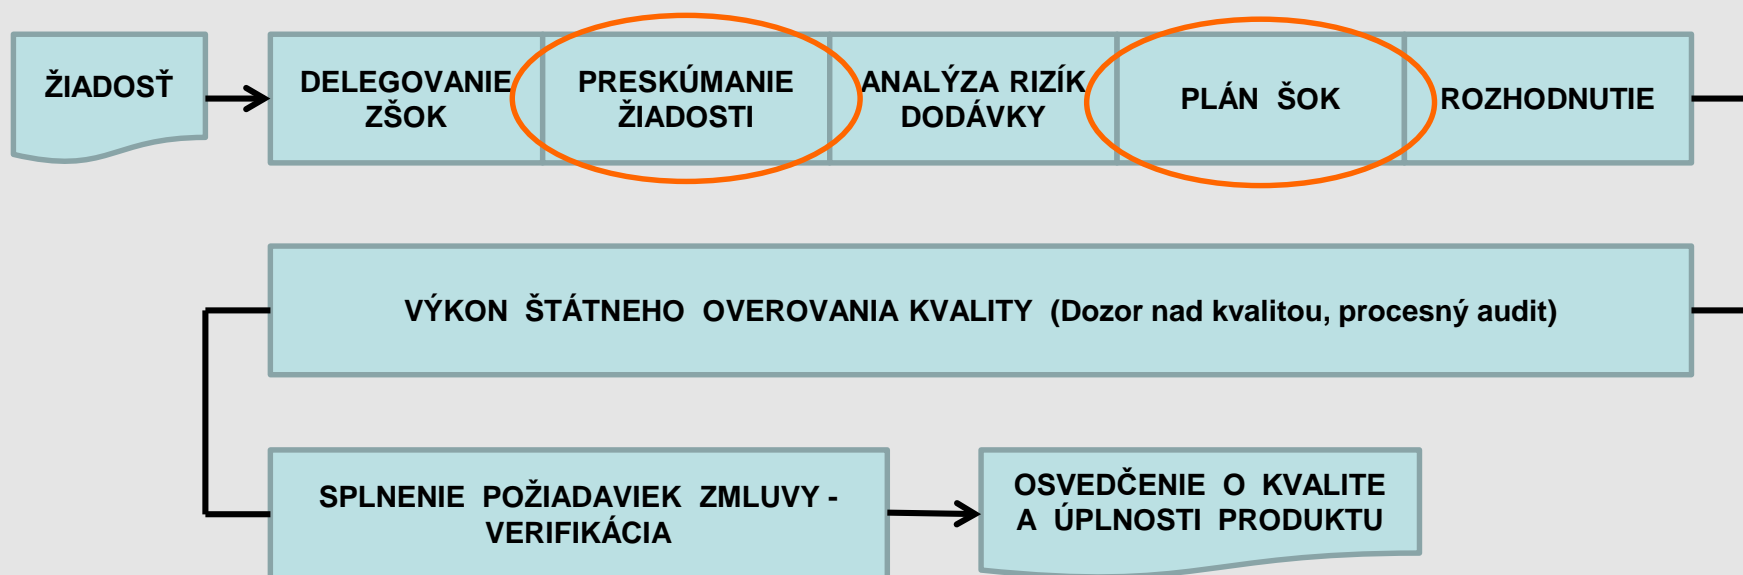 ŽIADOSŤ
DELEGOVANIE
ZŠOK
PRESKÚMANIE
ŽIADOSTI
ANALÝZA RIZÍK
DODÁVKY
PLÁN ŠOK
ROZHODNUTIE
VÝKON ŠTÁTNEHO OVEROVANIA KVALITY (Dozor nad kvalitou, procesný audit)
SPLNENIE POŽIADAVIEK ZMLUVY -
VERIFIKÁCIA
OSVEDČENIE O KVALITE
A ÚPLNOSTI PRODUKTU